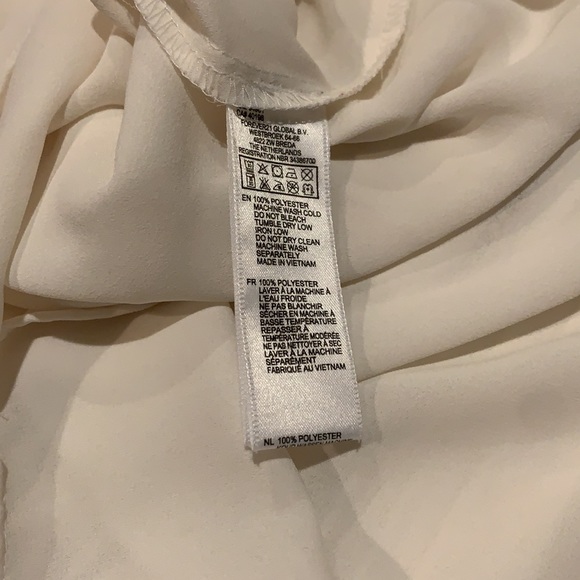 CA# 40196
FOREVER21 GLOBAL B.V.
WESTBROEK 64-66
4822 ZW BREDA
THE NETHERLANDS
REGISTRATION NBR 34386700
EN 100% POLYESTER
MACHINE WASH COLD
DO NOT BLEACH
TUMBLE DRY LOW
IRON LOW
DO NOT DRY CLEAN
MACHINE WASH
SEPARATELY
MADE IN VIETNAM
FR 100% POLYESTER
LAVER À LA MACHINE À
L'EAU FROIDE
NE PAS BLANCHIR
SÉCHER EN MACHINE À
BASSE TEMPÉRATURE
REPASSER À
TEMPÉRATURE MODÉRÉE
NE PAS NETTOYER À SEC
LAVER À LA MACHINE
SÉPARÉMENT
FABRIQUÉ AU VIETNAM
NL 100% POLYESTER